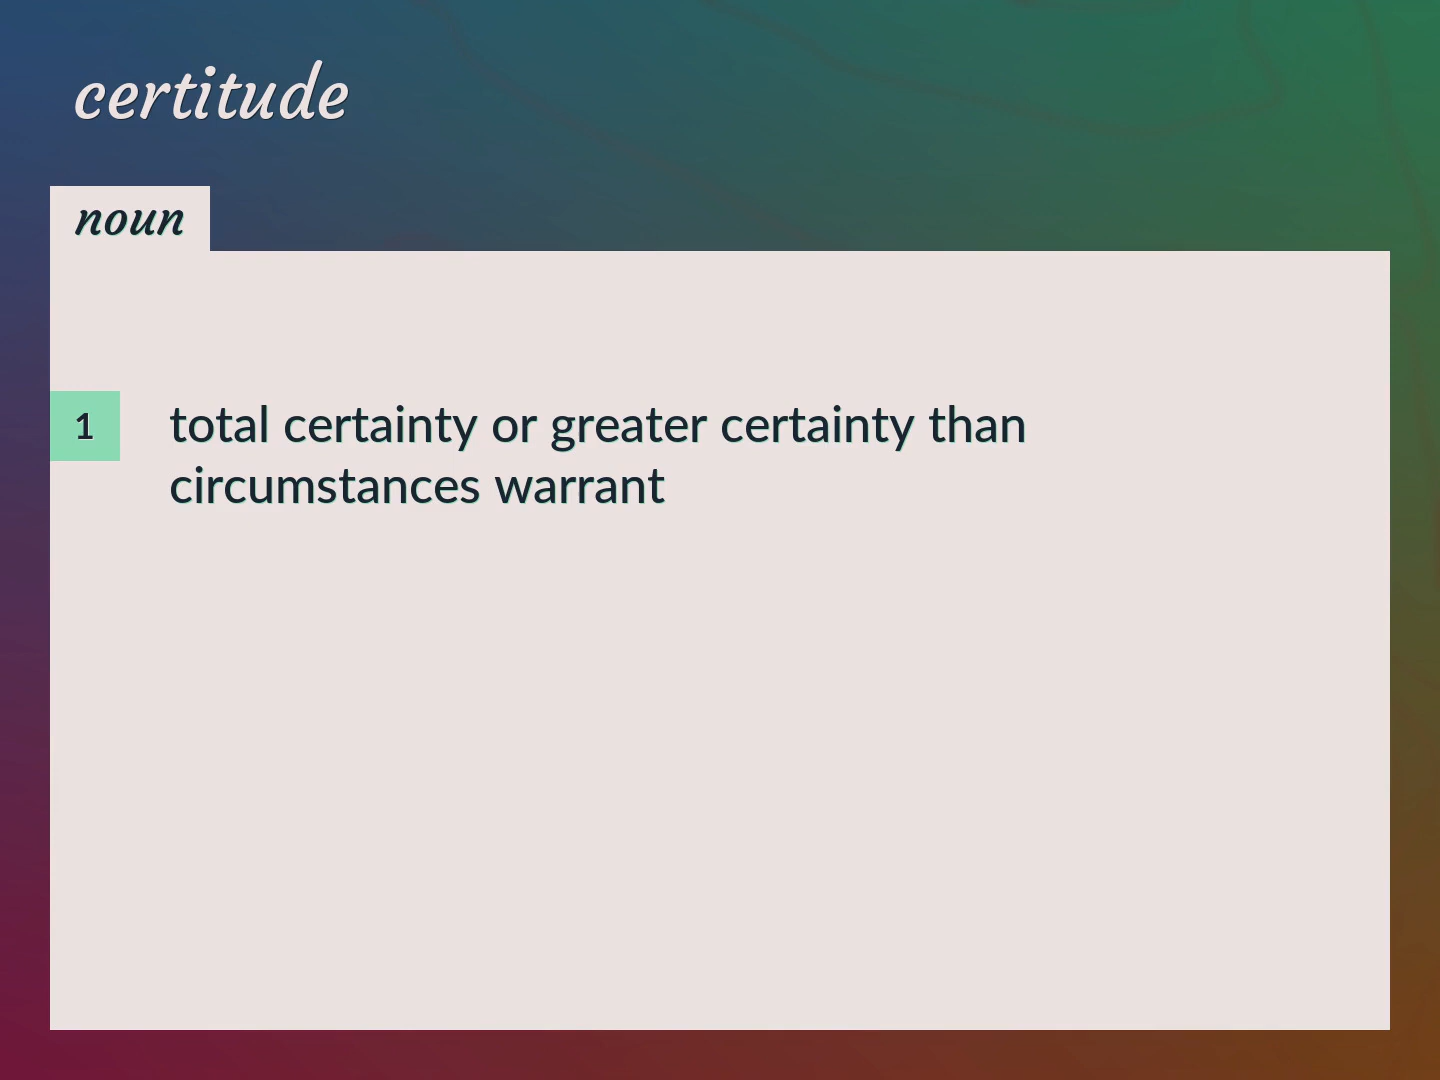 certitude
noun
1
total certainty or greater certainty than
circumstances warrant